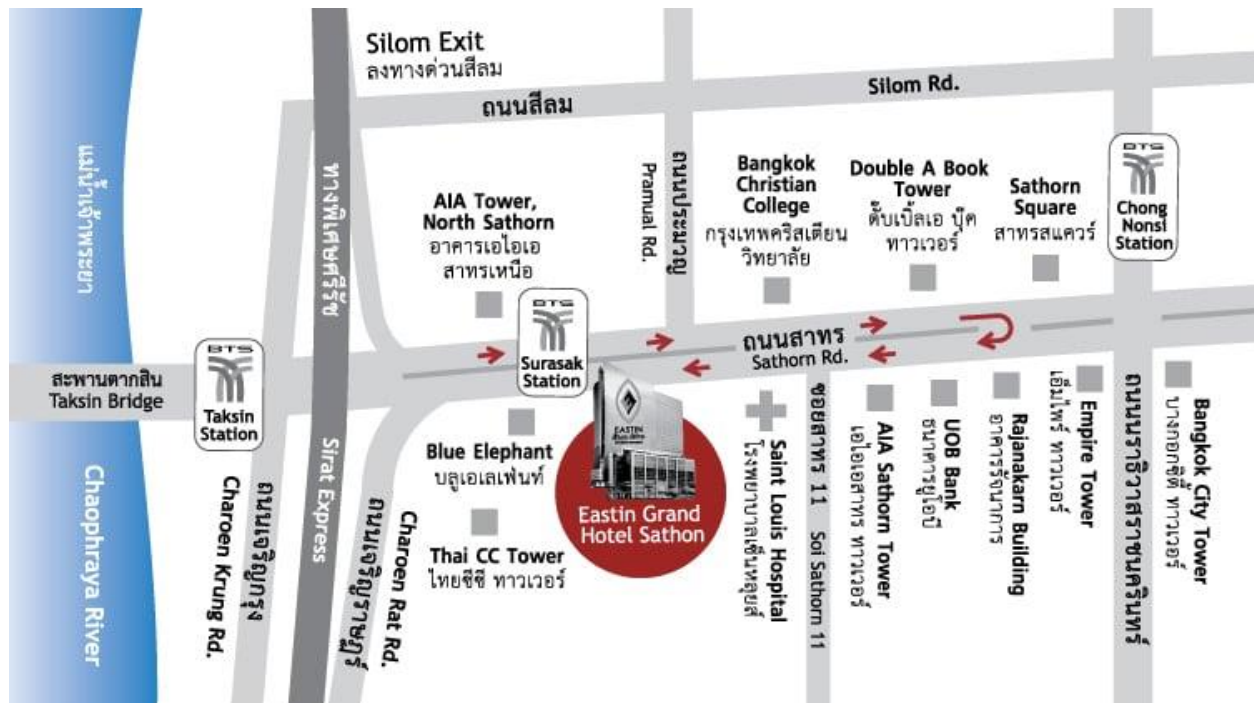 Silom Exit
ลงทางด่วนสีลม
ถนนสีลม
Silom Rd.
แม่น้ำเจ้าพระยา
ทางพิเศษศรีรัช
AIA Tower,
North Sathorn
อาคารเอไอเอ
สาทรเหนือ
Pramual Rd.
ถนนประมวญ
Bangkok
Christian
College
กรุงเทพคริสเตียน
วิทยาลัย
Double A Book
Tower
ดั๊บเบิ้ลเอ บุ๊ค
ทาวเวอร์
Sathorn
Square
สาทรสแควร์
BTS
Chong
Nonsi
Station
BTS
Surasak
Station
ถนนสาทร
Sathorn Rd.
BTS
Taksin
Station
สะพานตากสิน
Taksin Bridge
Chaophraya River
Charoen Krung Rd.
ถนนเจริญกรุง
Sirat Express
ถนนเจริญราษฎร์
Charoen Rat Rd.
Blue Elephant
บลูเอเลเฟ่นท์
Thai CC Tower
ไทยซีซี ทาวเวอร์
EASTIN
Eastin Grand
Hotel Sathon
Saint Louis Hospital
โรงพยาบาลเซ็นหลุยส์
ซอยสาทร 11 Soi Sathorn 11
AIA Sathorn Tower
เอไอเอสาทร ทาวเวอร์
UOB Bank
ธนาคารยูโอบี
Rajanakarn Building
อาคารรัจนาการ
Empire Tower
เอ็มไพร์ ทาวเวอร์
ถนนนราธิวาสราชนครินทร์
Bangkok City Tower
บางกอกซิตี้ ทาวเวอร์